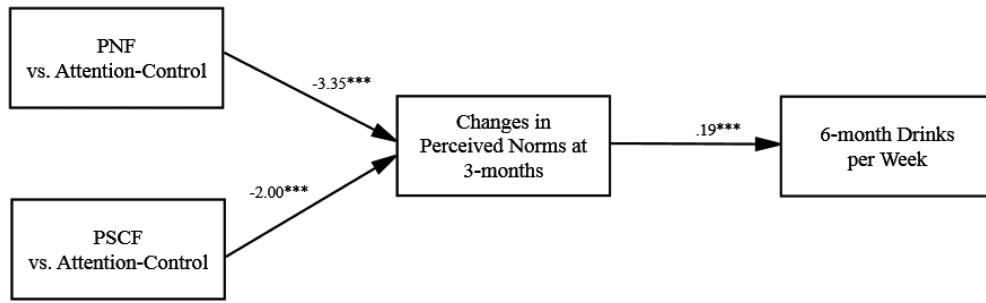 PNF
vs. Attention-Control
-3.35***
Changes in
Perceived Norms at
3-months
.19***
6-month Drinks
per Week
-2.00***
PSCF
vs. Attention-Control